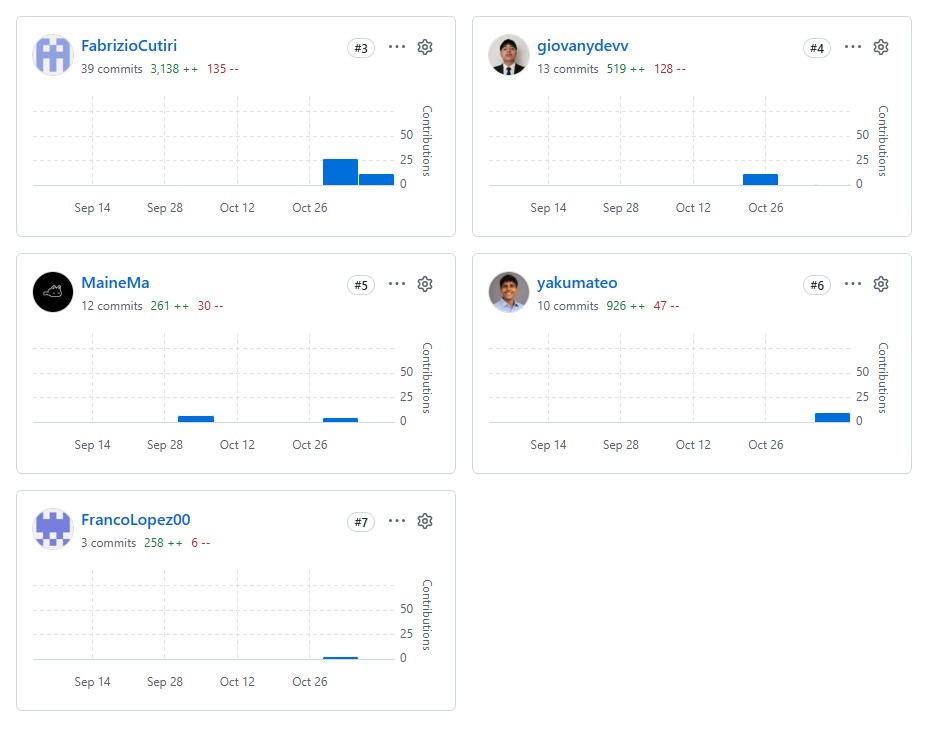 FabrizioCutiri #3 ···
39 commits 3,138 ++ 135 --
50
25
0
Contributions
Sep 14 Sep 28 Oct 12 Oct 26
giovanydevv #4 ···
13 commits 519 ++ 128 --
50
25
0
Contributions
Sep 14 Sep 28 Oct 12 Oct 26
MaineMa #5 ···
12 commits 261 ++ 30 --
50
25
0
Contributions
Sep 14 Sep 28 Oct 12 Oct 26
yakumateo #6 ···
10 commits 926 ++ 47 --
50
25
0
Contributions
Sep 14 Sep 28 Oct 12 Oct 26
FrancoLopez00 #7 ···
3 commits 258 ++ 6 --
50
25
0
Contributions
Sep 14 Sep 28 Oct 12 Oct 26